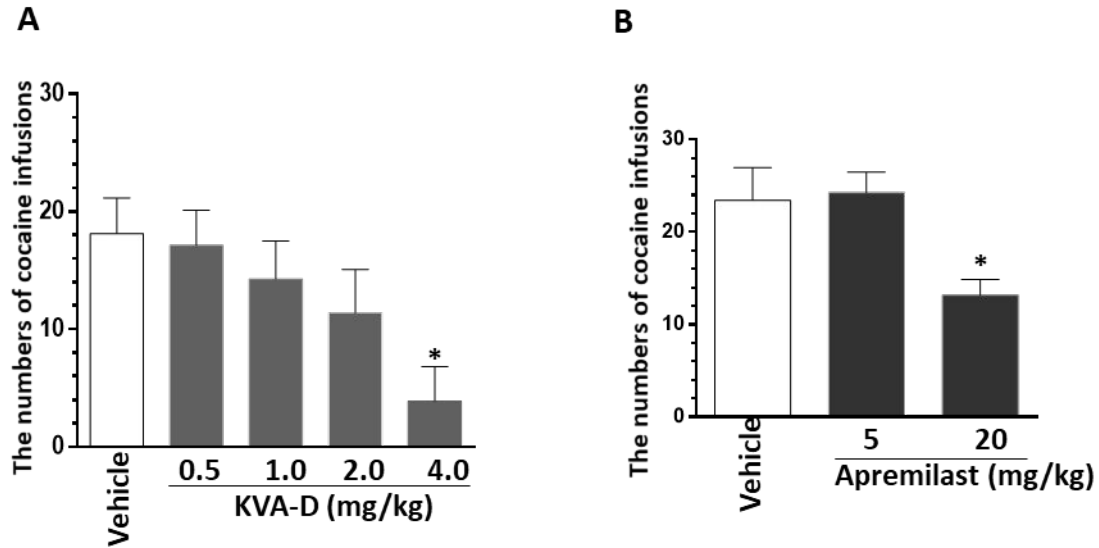 A
The numbers of cocaine infusions
30
20
10
0
*
Vehicle
0.5 1.0 2.0 4.0
KVA-D (mg/kg)
B
The numbers of cocaine infusions
30
20
10
0
*
Vehicle
5 20
Apremilast (mg/kg)